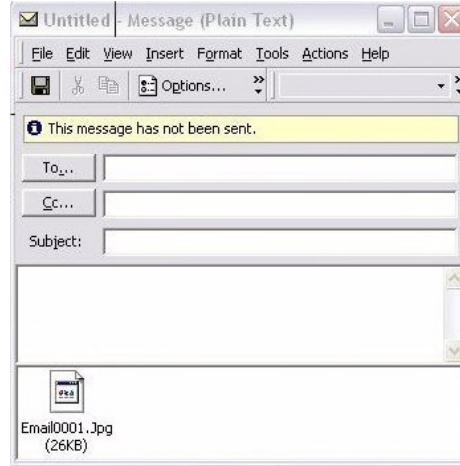 Untitled - Message (Plain Text)
File Edit View Insert Format Tools Actions Help
Options...
This message has not been sent.
To...
Cc...
Subject:
Email0001.Jpg
(26KB)